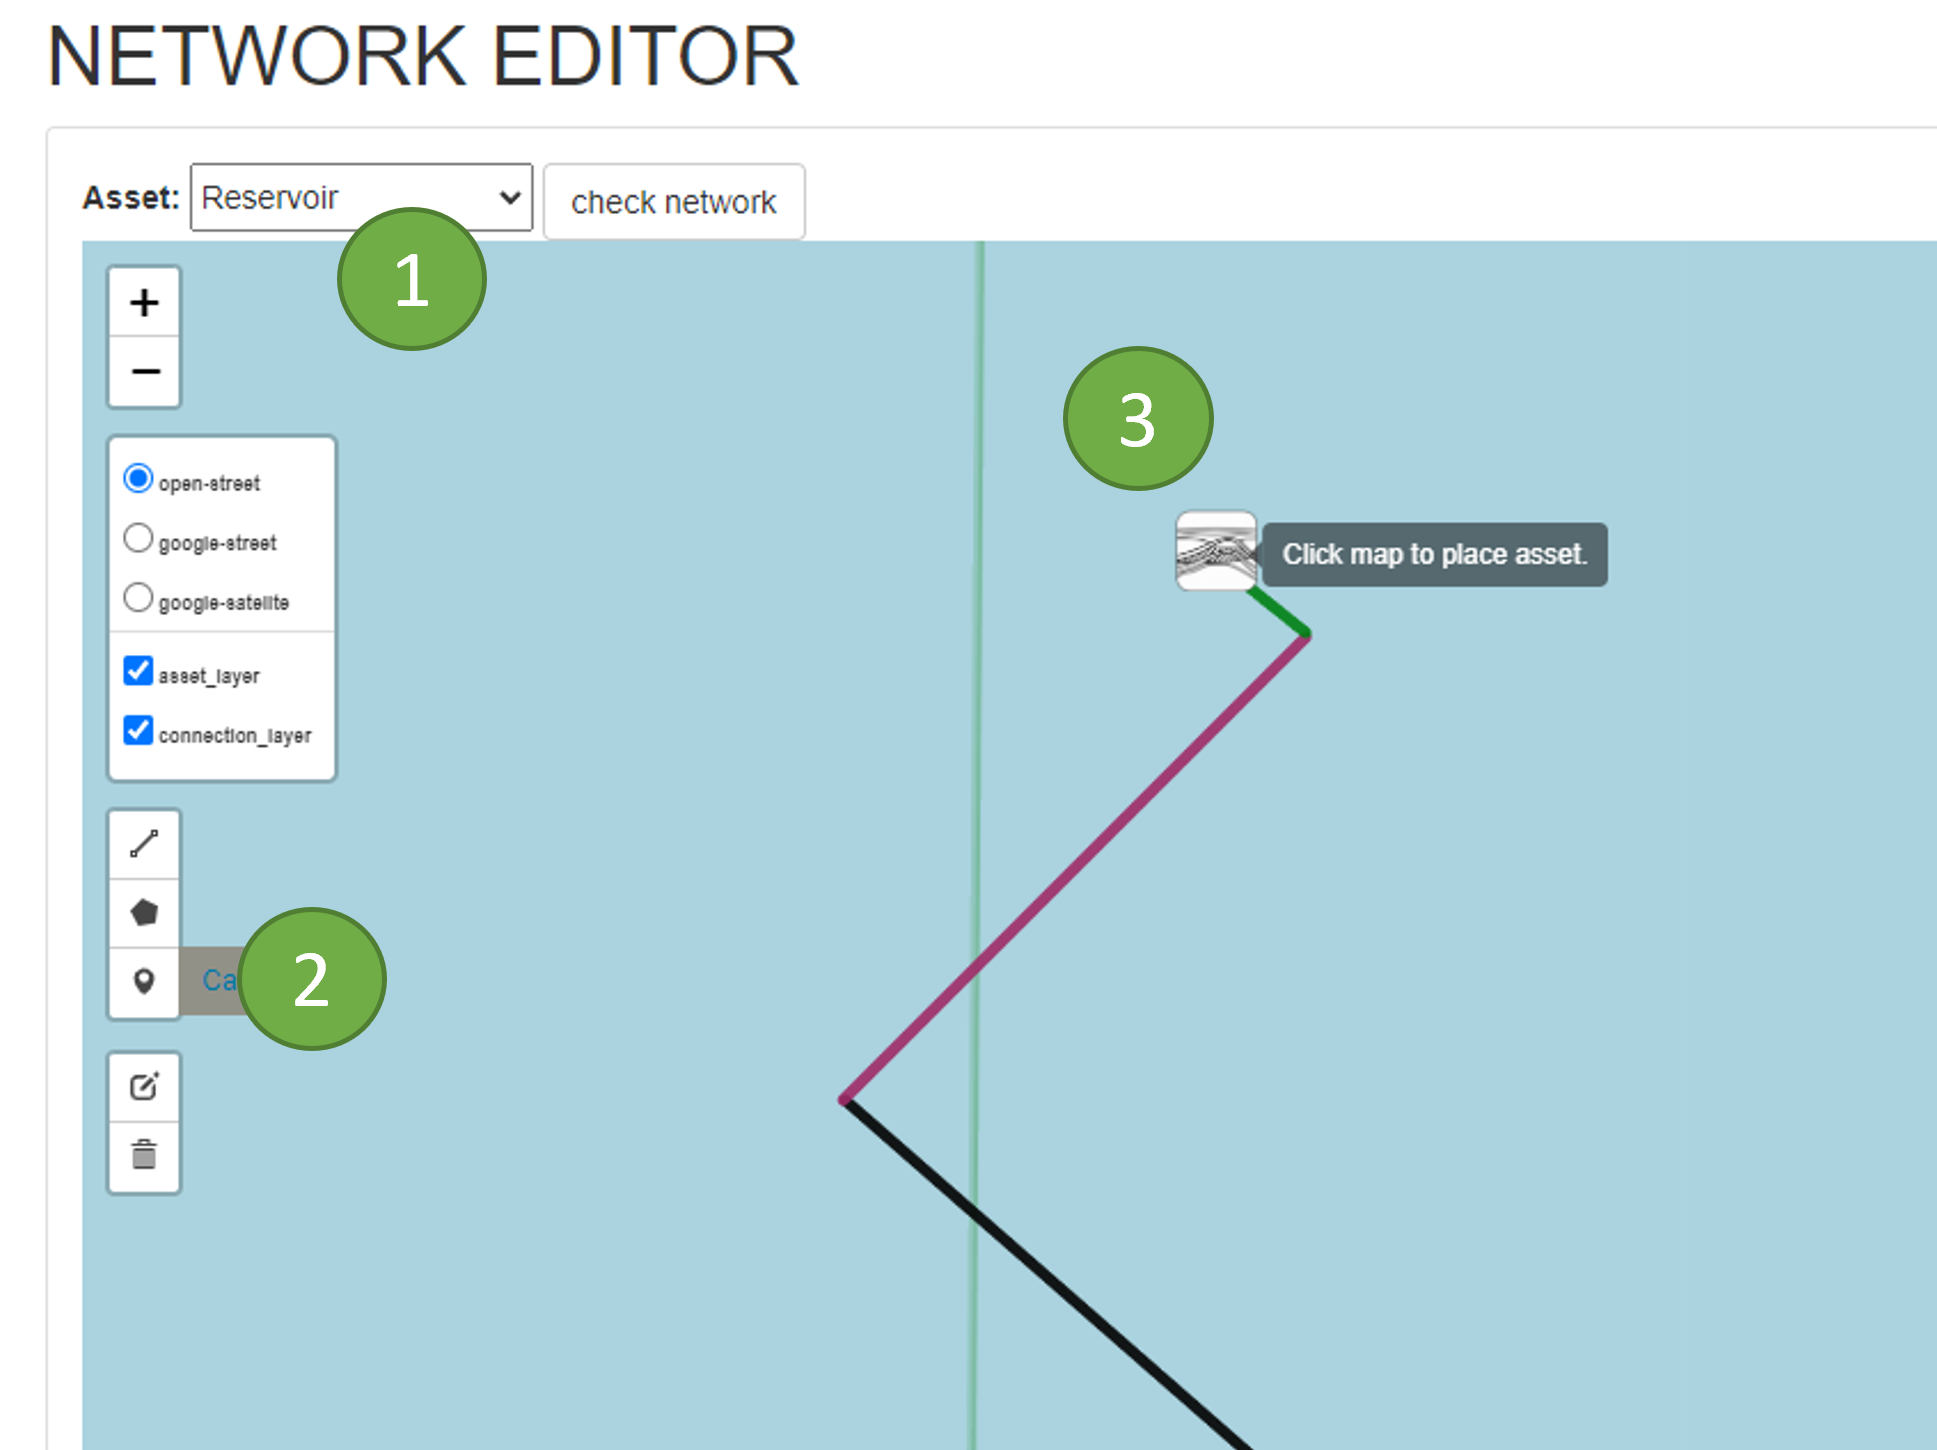 NETWORK EDITOR
Asset: Reservoir check network
1
+
−
3
open-street
google-street
google-satellite
Click map to place asset.
asset_layer
connection_layer
2